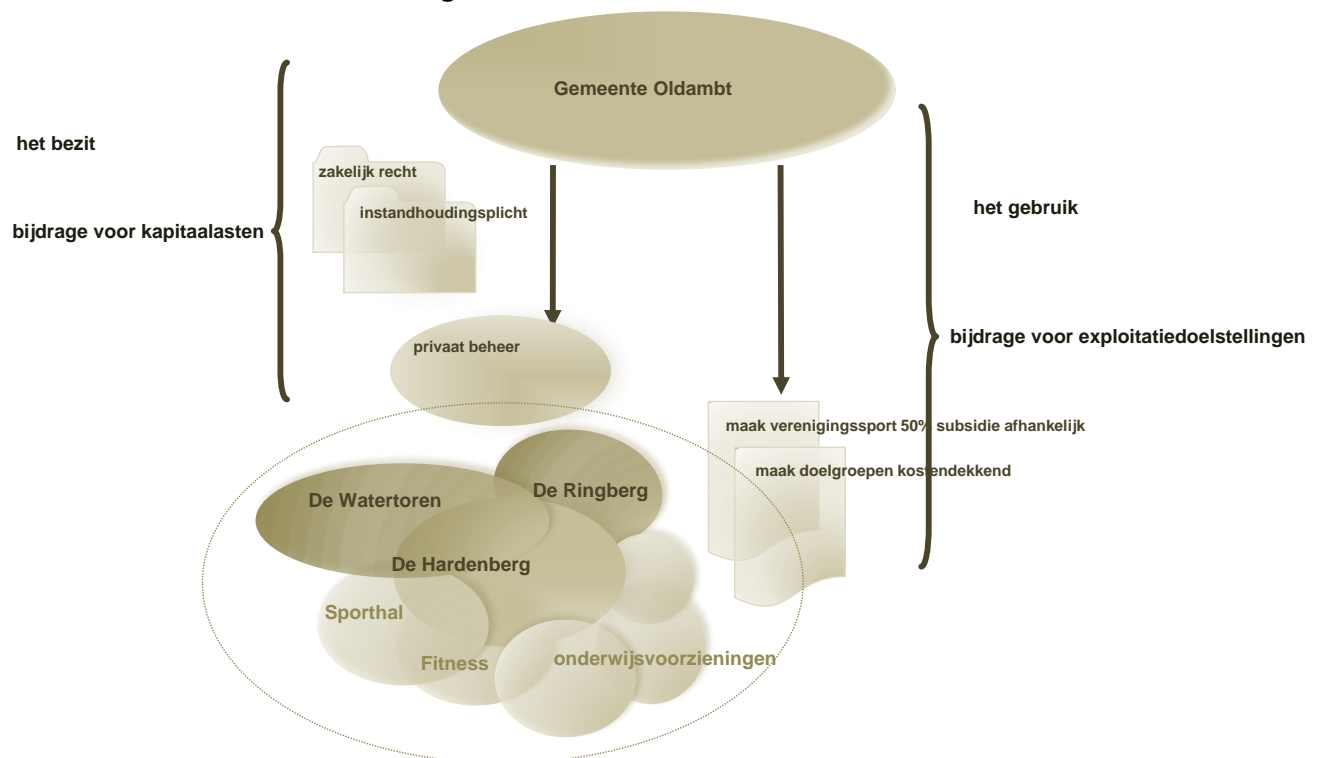 Gemeente Oldambt
het bezit
bijdrage voor kapitaalasten
zakelijk recht
instandhoudingsplicht
het gebruik
bijdrage voor exploitatiedoelstellingen
privaat beheer
maak verenigingssport 50% subsidie afhankelijk
maak doelgroepen kostendekkend
De Watertoren
De Ringberg
De Hardenberg
Sporthal
Fitness
onderwijsvoorzieningen